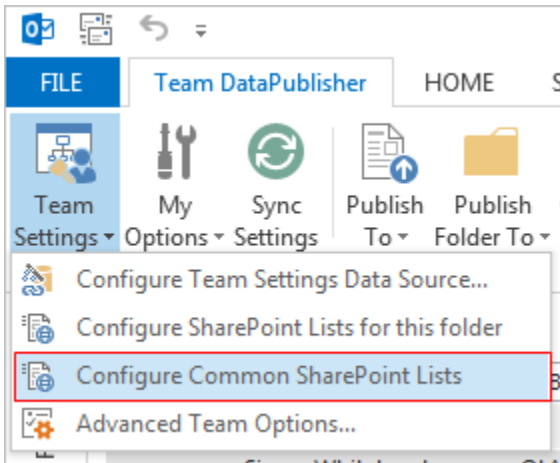 FILE Team DataPublisher HOME
Team My Sync Publish Publish
Settings Options Settings To Folder To
Configure Team Settings Data Source...
Configure SharePoint Lists for this folder
Configure Common SharePoint Lists
Advanced Team Options...